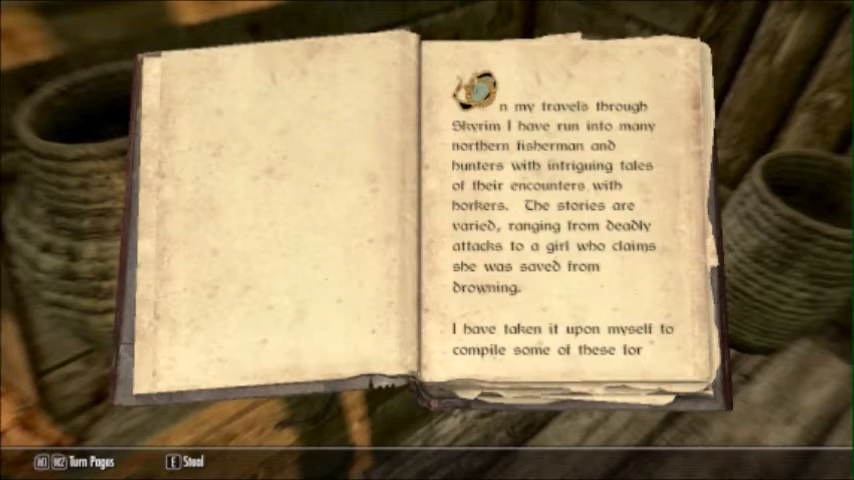 On my travels through
Skyrim I have run into many
northern fisherman and
hunters with intriguing tales
of their encounters with
horkers. The stories are
varied, ranging from deadly
attacks to a girl who claims
she was saved from
drowning.
I have taken it upon myself to
compile some of these for
Turn Pages
E Steal